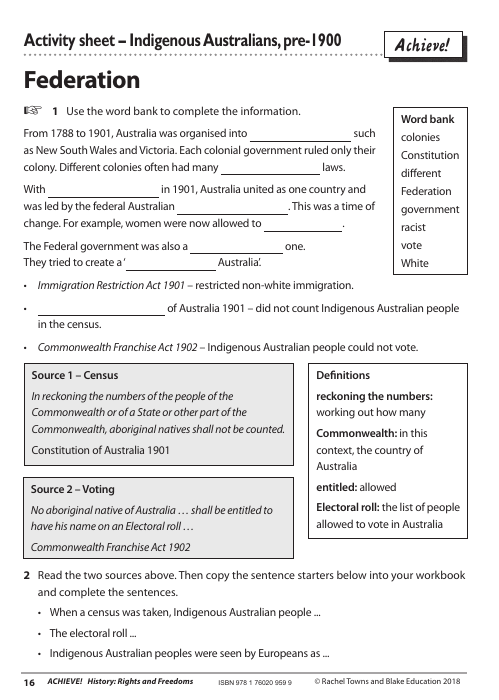 Activity sheet – Indigenous Australians, pre-1900
Achieve!
Federation
1 Use the word bank to complete the information.
From 1788 to 1901, Australia was organised into ____________________ such
as New South Wales and Victoria. Each colonial government ruled only their
colony. Different colonies often had many ____________________ laws.
With ______________________ in 1901, Australia united as one country and
was led by the federal Australian ______________________. This was a time of
change. For example, women were now allowed to ________________.
The Federal government was also a __________________ one.
They tried to create a ‘__________________ Australia’.
Word bank
colonies
Constitution
different
Federation
government
racist
vote
White
• Immigration Restriction Act 1901 – restricted non-white immigration.
• _________________________ of Australia 1901 – did not count Indigenous Australian people
in the census.
• Commonwealth Franchise Act 1902 – Indigenous Australian people could not vote.
Source 1 – Census
In reckoning the numbers of the people of the
Commonwealth or of a State or other part of the
Commonwealth, aboriginal natives shall not be counted.
Constitution of Australia 1901
Source 2 – Voting
No aboriginal native of Australia … shall be entitled to
have his name on an Electoral roll …
Commonwealth Franchise Act 1902
Definitions
reckoning the numbers:
working out how many
Commonwealth: in this
context, the country of
Australia
entitled: allowed
Electoral roll: the list of people
allowed to vote in Australia
2 Read the two sources above. Then copy the sentence starters below into your workbook
and complete the sentences.
• When a census was taken, Indigenous Australian people ...
• The electoral roll ...
• Indigenous Australian peoples were seen by Europeans as ...
16 ACHIEVE! History: Rights and Freedoms ISBN 978 1 76020 959 9 © Rachel Towns and Blake Education 2018